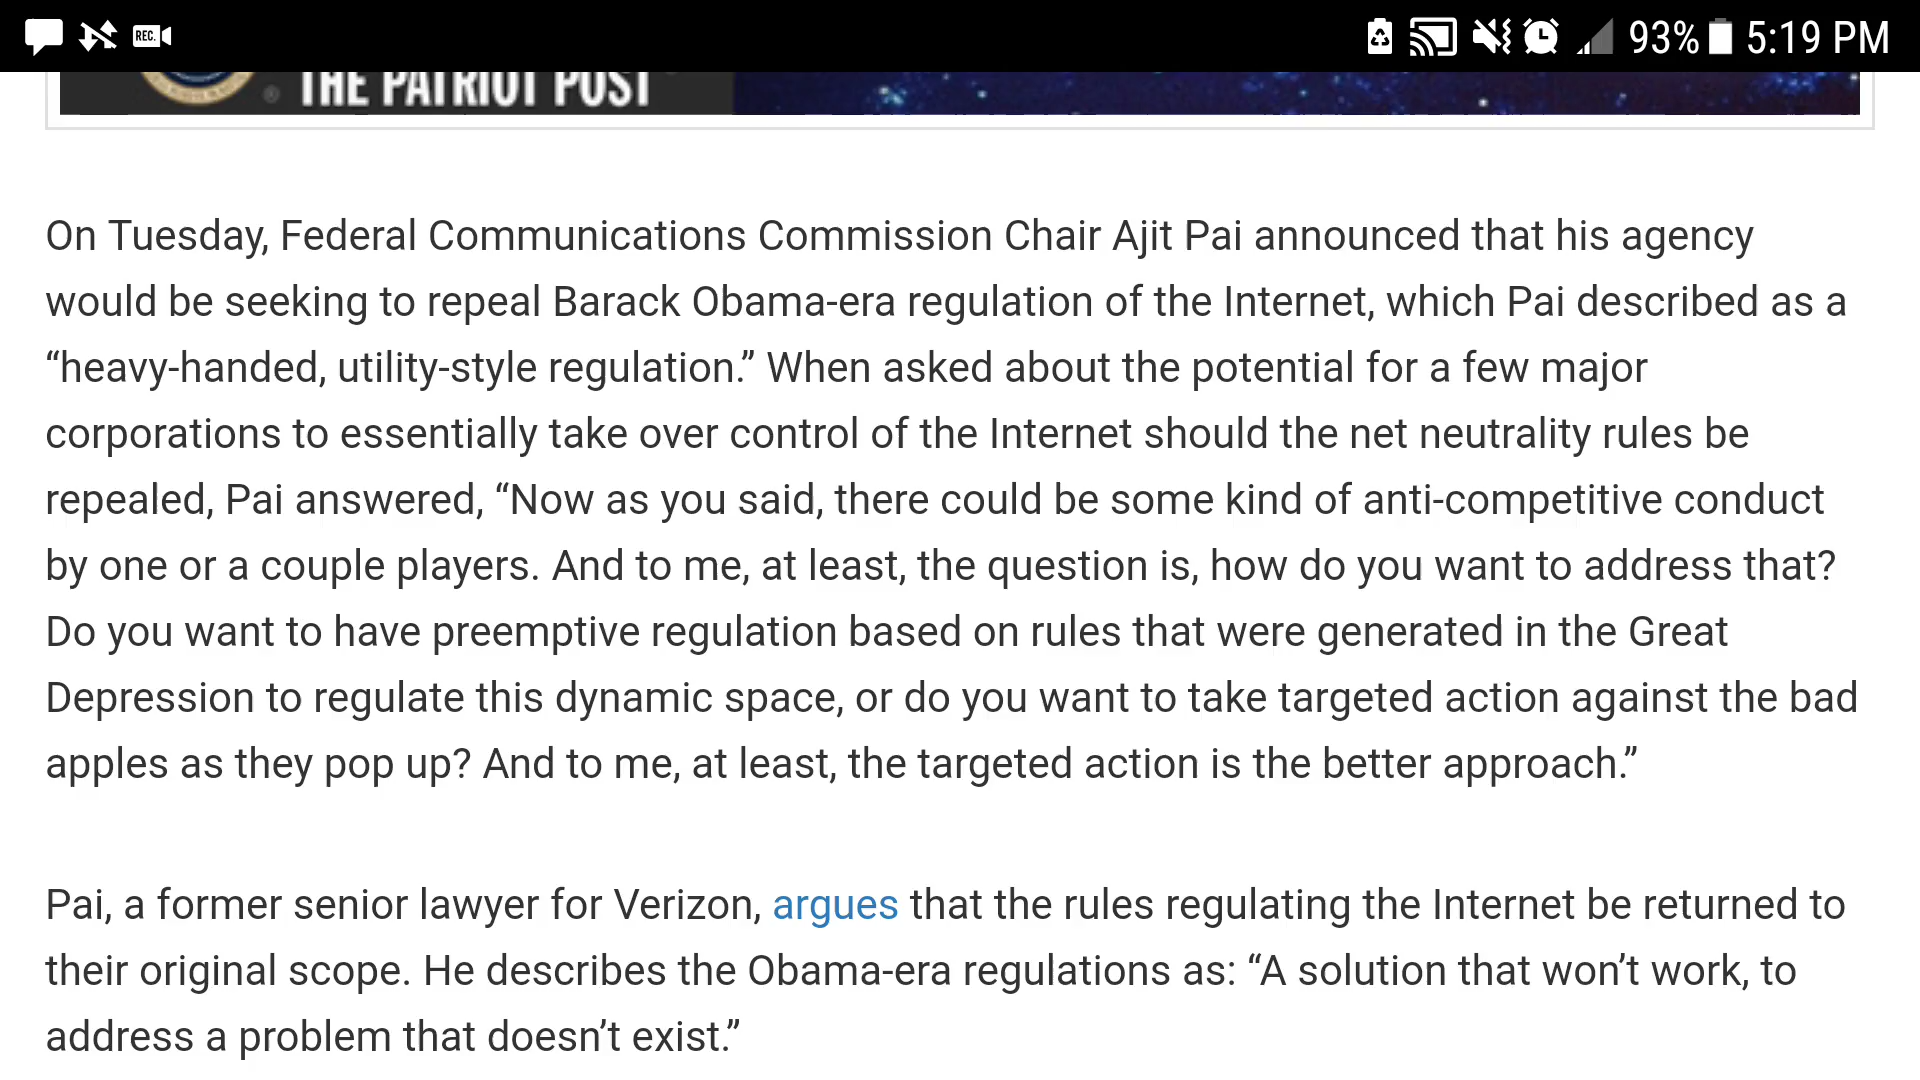 REC.
93% 5:19 PM
THE PATRIOT POST
On Tuesday, Federal Communications Commission Chair Ajit Pai announced that his agency
would be seeking to repeal Barack Obama-era regulation of the Internet, which Pai described as a
“heavy-handed, utility-style regulation.” When asked about the potential for a few major
corporations to essentially take over control of the Internet should the net neutrality rules be
repealed, Pai answered, “Now as you said, there could be some kind of anti-competitive conduct
by one or a couple players. And to me, at least, the question is, how do you want to address that?
Do you want to have preemptive regulation based on rules that were generated in the Great
Depression to regulate this dynamic space, or do you want to take targeted action against the bad
apples as they pop up? And to me, at least, the targeted action is the better approach.”
Pai, a former senior lawyer for Verizon, argues that the rules regulating the Internet be returned to
their original scope. He describes the Obama-era regulations as: “A solution that won’t work, to
address a problem that doesn’t exist.”